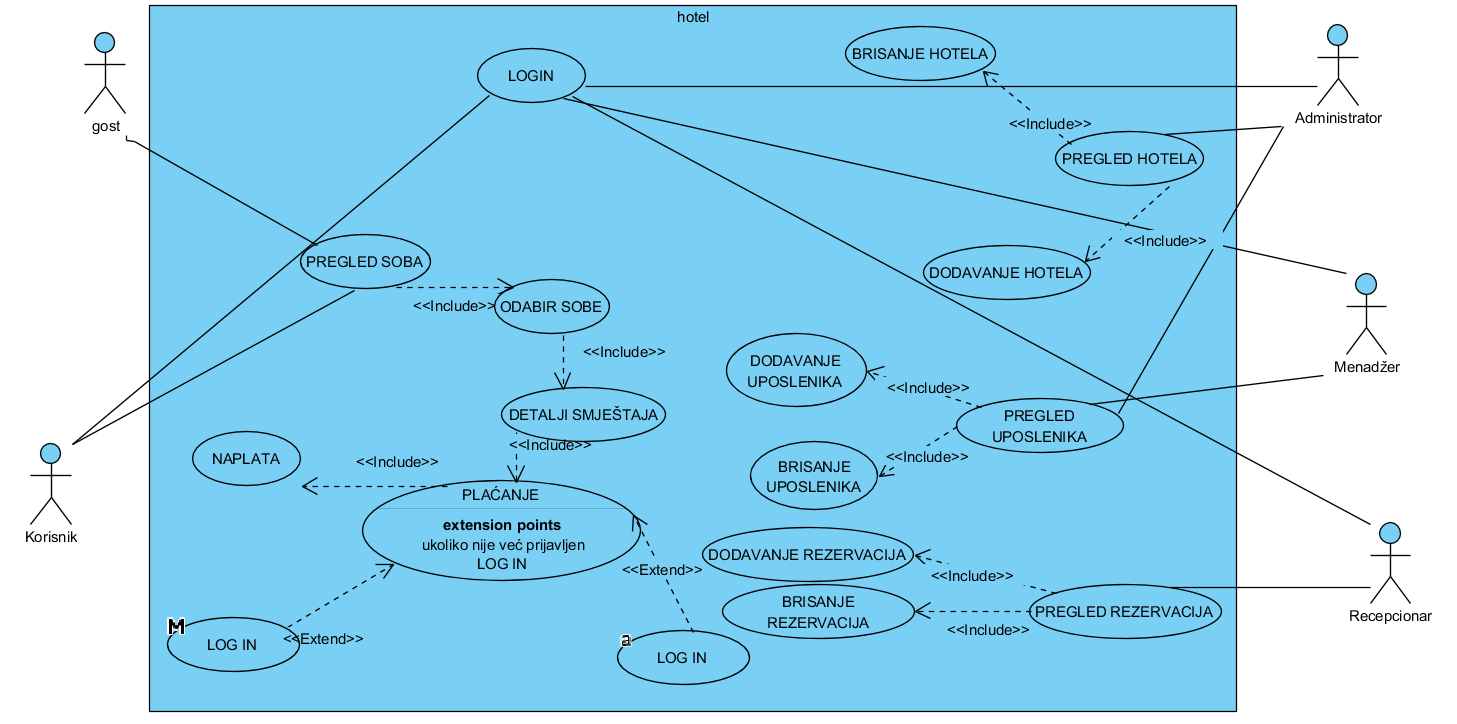 hotel
gost
LOGIN
BRISANJE HOTELA
Administrator
<<Include>>
PREGLED HOTELA
<<Include>>
DODAVANJE HOTELA
PREGLED SOBA
<<Include>>
ODABIR SOBE
<<Include>>
Menadžer
DODAVANJE
UPOSLENIKA
<<Include>>
DETALJI SMJEŠTAJA
PREGLED
UPOSLENIKA
<<Include>>
NAPLATA
<<Include>>
<<Include>>
BRISANJE
UPOSLENIKA
PLAĆANJE
extension points
ukoliko nije već prijavljen
LOG IN
Korisnik
DODAVANJE REZERVACIJA
<<Include>>
<<Extend>>
BRISANJE
REZERVACIJA
PREGLED REZERVACIJA
<<Include>>
Recepcionar
M
LOG IN
<<Extend>>
a
LOG IN